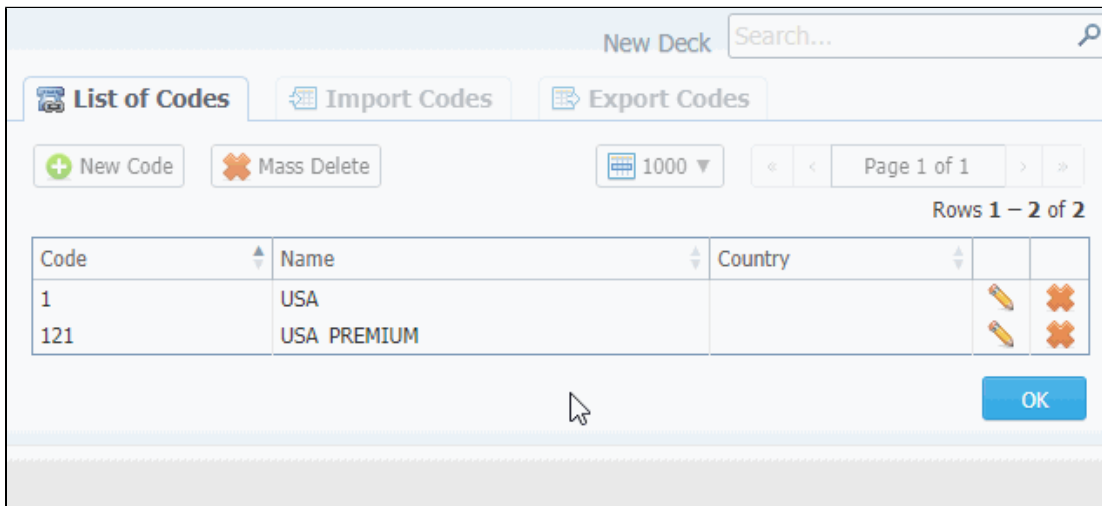 New Deck Search...
List of Codes Import Codes Export Codes
New Code Mass Delete 1000 ▼ « < Page 1 of 1 > »
Rows 1 – 2 of 2
Code Name Country
1 USA
121 USA PREMIUM
OK